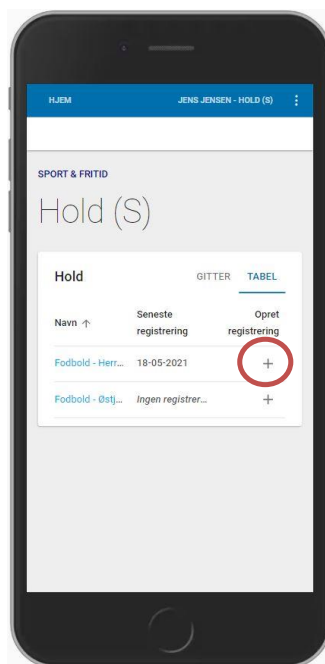 HJEM JENS JENSEN - HOLD (S)
SPORT & FRITID
Hold (S)
Hold GITTER TABEL
Navn ↑ Seneste registrering Opret registrering
Fodbold - Herr... 18-05-2021 +
Fodbold - Østj... Ingen registrer... +